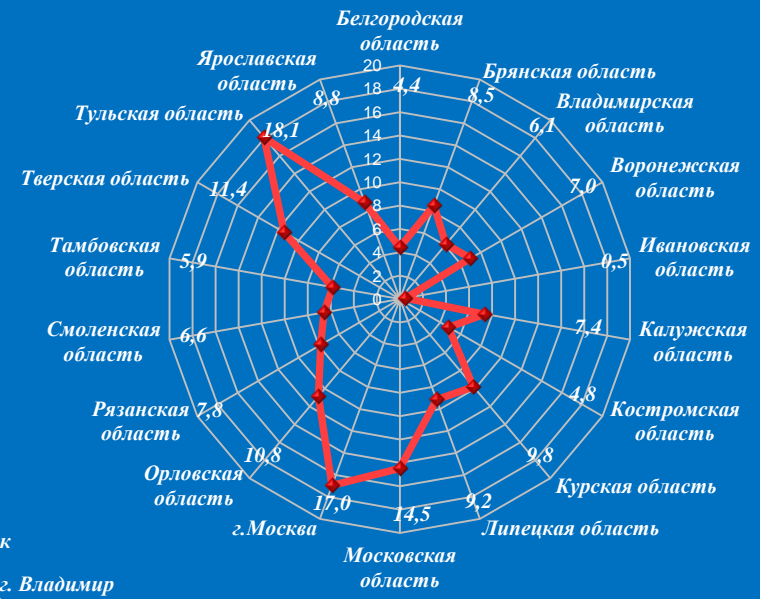 Белгородская
область
Ярославская
область
8,8
Тульская область
18,1
Тверская область
11,4
Тамбовская
область
5,9
Смоленская
область
6,6
Рязанская
область
7,8
Орловская
область
10,8
г.Москва
17,0
Московская
область
14,5
Липецкая область
9,2
Курская область
9,8
Костромская
область
4,8
Калужская
область
7,4
Ивановская
область
0,5
Воронежская
область
7,0
Владимирская
область
6,1
Брянская область
8,5
4,4
20
18
16
14
12
10
8
6
4
2
0
к
г. Владимир